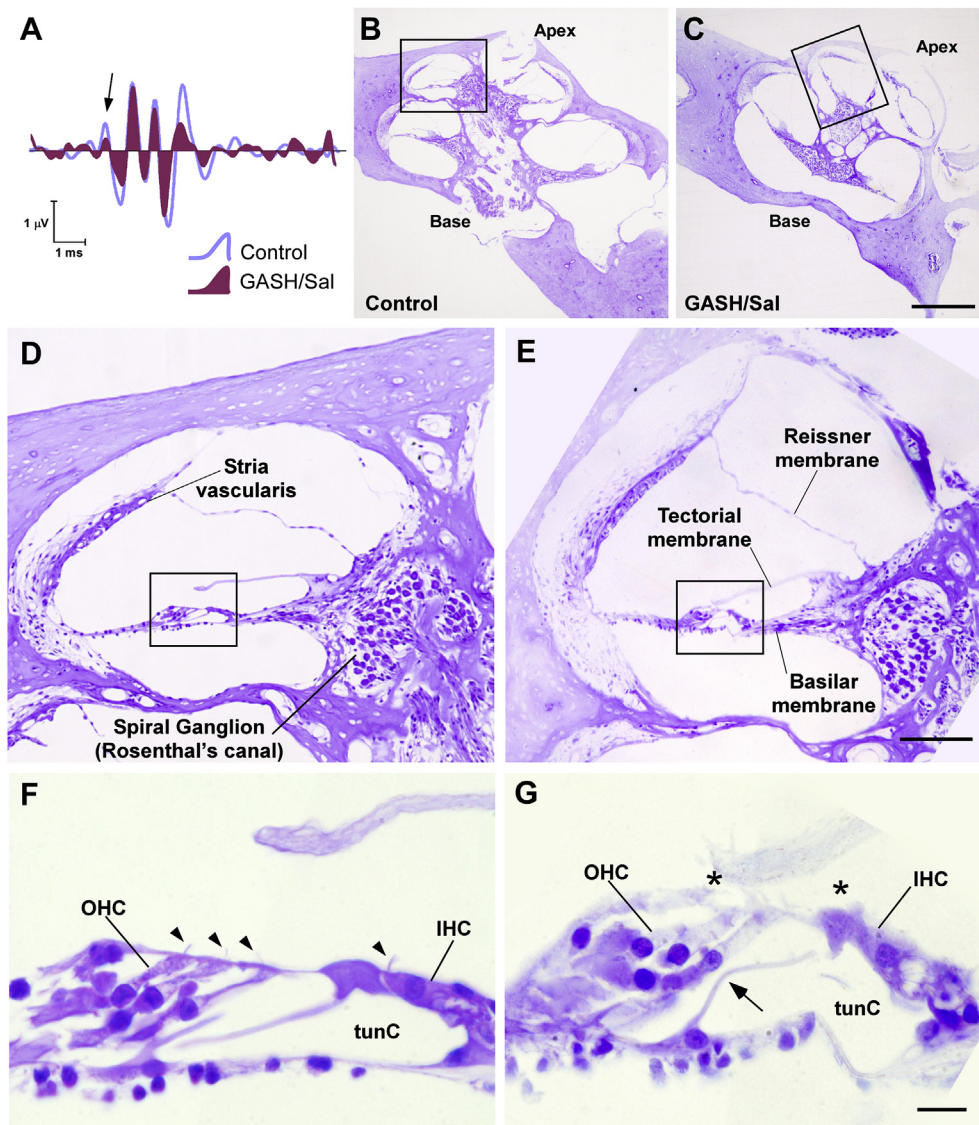 A
1 µV
1 ms
Control
GASH/Sal
B
Apex
Base
Control
C
Apex
Base
GASH/Sal
D
Stria
vascularis
Spiral Ganglion
(Rosenthal's canal)
E
Reissner
membrane
Tectorial
membrane
Basilar
membrane
F
OHC
IHC
tunC
G
OHC
*
*
IHC
tunC